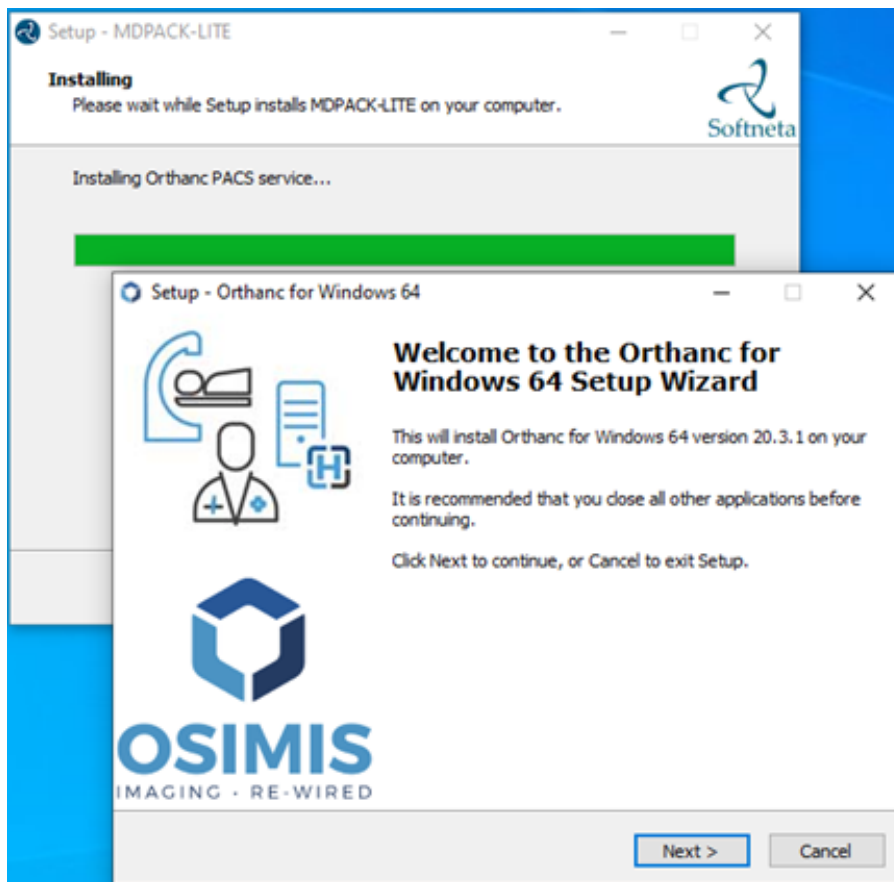 Setup - MDPACK-LITE
Installing
Please wait while Setup installs MDPACK-LITE on your computer.
Softneta
Installing Orthanc PACS service...
Setup - Orthanc for Windows 64
Welcome to the Orthanc for
Windows 64 Setup Wizard
This will install Orthanc for Windows 64 version 20.3.1 on your
computer.
It is recommended that you close all other applications before
continuing.
Click Next to continue, or Cancel to exit Setup.
H
OSIMIS
IMAGING · RE-WIRED
Next >
Cancel